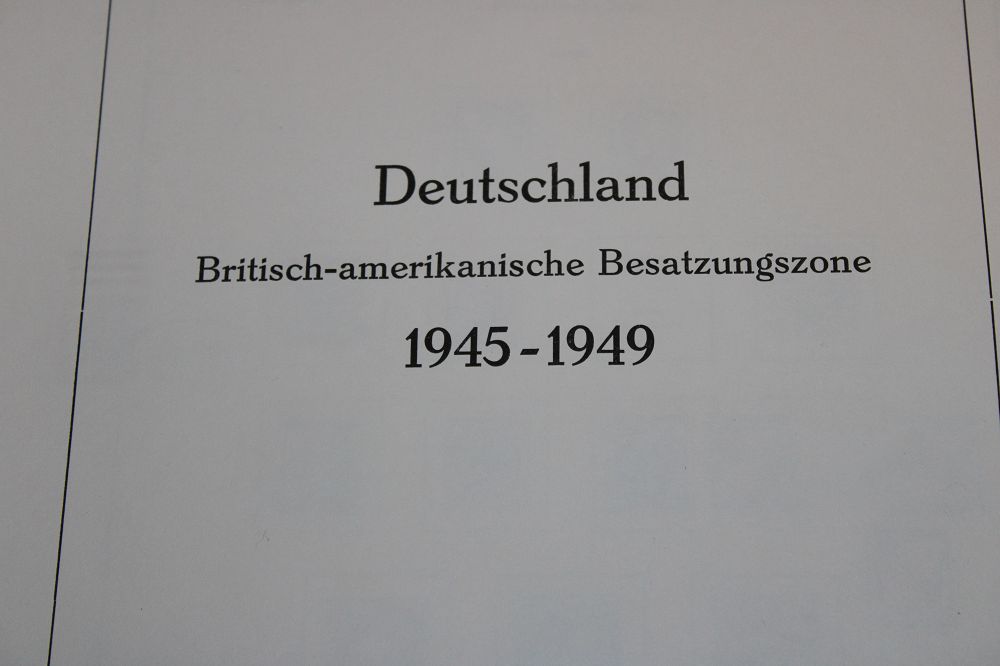 Deutschland
Britisch-amerikanische Besatzungszone
1945-1949